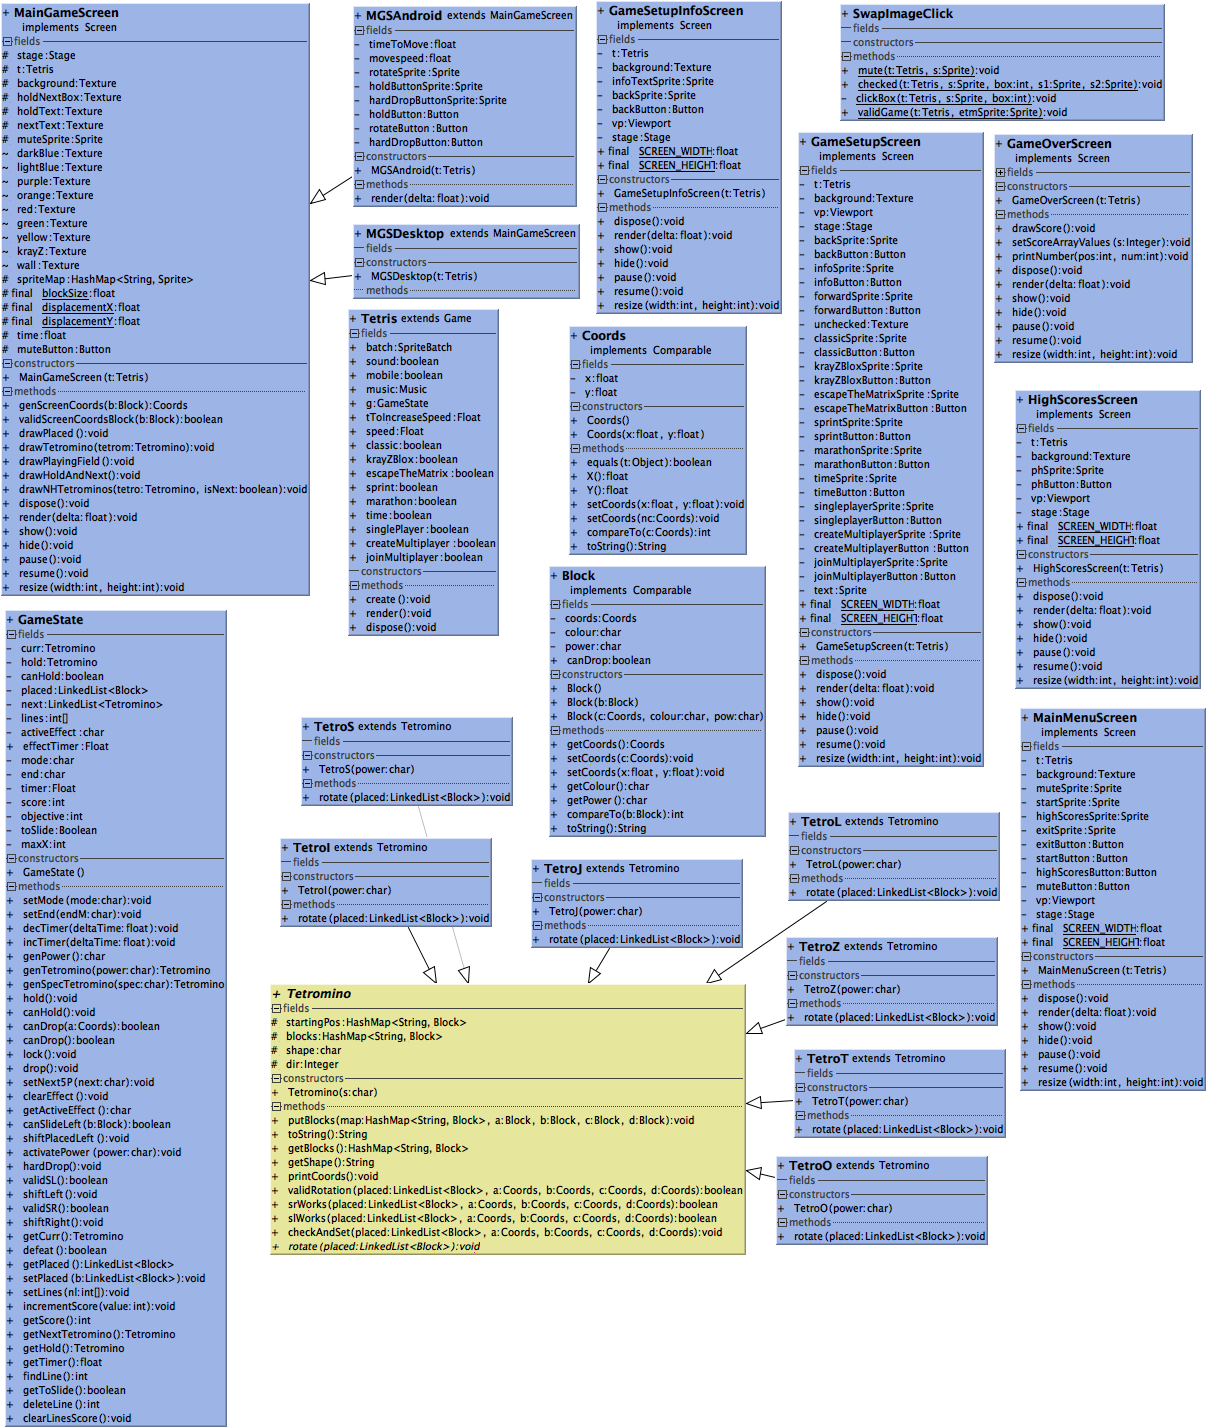 + MainGameScreen
implements Screen
fields
# stage:Stage
# t:Tetris
# background:Texture
# holdNextBox:Texture
# holdText:Texture
# nextText:Texture
# muteSprite:Sprite
~ darkBlue:Texture
~ lightBlue:Texture
~ purple:Texture
~ orange:Texture
~ red:Texture
~ green:Texture
~ yellow:Texture
~ krayZ:Texture
~ wall:Texture
# spriteMap:HashMap<String, Sprite>
# final blockSize:float
# final displacementX:float
# final displacementY:float
# time:float
# muteButton:Button
constructors
+ MainGameScreen(t:Tetris)
methods
+ genScreenCoords(b:Block):Coords
+ validScreenCoordsBlock(b:Block):boolean
+ drawPlaced():void
+ drawTetromino(tetrom:Tetromino):void
+ drawPlayingField():void
+ drawHoldAndNext():void
+ drawNHTetrominos(tetro:Tetromino, isNext:boolean):void
+ dispose():void
+ render(delta:float):void
+ show():void
+ hide():void
+ pause():void
+ resume():void
+ resize(width:int, height:int):void
+ MGSAndroid extends MainGameScreen
fields
- timeToMove:float
- movespeed:float
- rotateSprite:Sprite
- holdButtonSprite:Sprite
- hardDropButtonSprite:Sprite
- holdButton:Button
- rotateButton:Button
- hardDropButton:Button
constructors
+ MGSAndroid(t:Tetris)
methods
+ render(delta:float):void
+ MGSDesktop extends MainGameScreen
fields
constructors
+ MGSDesktop(t:Tetris)
methods
+ Tetris extends Game
fields
+ batch:SpriteBatch
+ sound:boolean
+ mobile:boolean
+ music:Music
+ g:GameState
+ tToIncreaseSpeed:Float
+ speed:Float
+ classic:boolean
+ krayZBlox:boolean
+ escapeTheMatrix:boolean
+ sprint:boolean
+ marathon:boolean
+ time:boolean
+ singlePlayer:boolean
+ createMultiplayer:boolean
+ joinMultiplayer:boolean
constructors
methods
+ create():void
+ render():void
+ dispose():void
+ GameSetupInfoScreen
implements Screen
fields
- t:Tetris
- background:Texture
- infoTextSprite:Sprite
- backSprite:Sprite
- backButton:Button
- vp:Viewport
- stage:Stage
+ final SCREEN_WIDTH:float
+ final SCREEN_HEIGHT:float
constructors
+ GameSetupInfoScreen(t:Tetris)
methods
+ dispose():void
+ render(delta:float):void
+ show():void
+ hide():void
+ pause():void
+ resume():void
+ resize(width:int, height:int):void
+ Coords
implements Comparable
fields
- x:float
- y:float
constructors
+ Coords()
+ Coords(x:float, y:float)
methods
+ equals(t:Object):boolean
+ X():float
+ Y():float
+ setCoords(x:float, y:float):void
+ setCoords(nc:Coords):void
+ compareTo(c:Coords):int
+ toString():String
+ Block
implements Comparable
fields
- coords:Coords
- colour:char
- power:char
+ canDrop:boolean
constructors
+ Block()
+ Block(b:Block)
+ Block(c:Coords, colour:char, pow:char)
methods
+ getCoords():Coords
+ setCoords(c:Coords):void
+ setCoords(x:float, y:float):void
+ getColour():char
+ getPower():char
+ compareTo(b:Block):int
+ toString():String
+ SwapImageClick
fields
constructors
methods
+ mute(t:Tetris, s:Sprite):void
+ checked(t:Tetris, s:Sprite, box:int, s1:Sprite, s2:Sprite):void
- clickBox(t:Tetris, s:Sprite, box:int):void
+ validGame(t:Tetris, etmSprite:Sprite):void
+ GameSetupScreen
implements Screen
fields
- t:Tetris
- background:Texture
- vp:Viewport
- stage:Stage
- backSprite:Sprite
- backButton:Button
- infoSprite:Sprite
- infoButton:Button
- forwardSprite:Sprite
- forwardButton:Button
- unchecked:Texture
- classicSprite:Sprite
- classicButton:Button
- krayZBloxSprite:Sprite
- krayZBloxButton:Button
- escapeTheMatrixSprite:Sprite
- escapeTheMatrixButton:Button
- sprintSprite:Sprite
- sprintButton:Button
- marathonSprite:Sprite
- marathonButton:Button
- timeSprite:Sprite
- timeButton:Button
- singleplayerSprite:Sprite
- singleplayerButton:Button
- createMultiplayerSprite:Sprite
- createMultiplayerButton:Button
- joinMultiplayerSprite:Sprite
- joinMultiplayerButton:Button
- text:Sprite
+ final SCREEN_WIDTH:float
+ final SCREEN_HEIGHT:float
constructors
+ GameSetupScreen(t:Tetris)
methods
+ dispose():void
+ render(delta:float):void
+ show():void
+ hide():void
+ pause():void
+ resume():void
+ resize(width:int, height:int):void
+ GameOverScreen
implements Screen
fields
constructors
+ GameOverScreen(t:Tetris)
methods
+ drawScore():void
+ setScoreArrayValues(s:Integer):void
+ printNumber(pos:int, num:int):void
+ dispose():void
+ render(delta:float):void
+ show():void
+ hide():void
+ pause():void
+ resume():void
+ resize(width:int, height:int):void
+ HighScoresScreen
implements Screen
fields
- t:Tetris
- background:Texture
- phSprite:Sprite
- phButton:Button
- vp:Viewport
- stage:Stage
+ final SCREEN_WIDTH:float
+ final SCREEN_HEIGHT:float
constructors
+ HighScoresScreen(t:Tetris)
methods
+ dispose():void
+ render(delta:float):void
+ show():void
+ hide():void
+ pause():void
+ resume():void
+ resize(width:int, height:int):void
+ MainMenuScreen
implements Screen
fields
- t:Tetris
- background:Texture
- muteSprite:Sprite
- startSprite:Sprite
- highScoresSprite:Sprite
- exitSprite:Sprite
- exitButton:Button
- startButton:Button
- highScoresButton:Button
- muteButton:Button
- vp:Viewport
- stage:Stage
+ final SCREEN_WIDTH:float
+ final SCREEN_HEIGHT:float
constructors
+ MainMenuScreen(t:Tetris)
methods
+ dispose():void
+ render(delta:float):void
+ show():void
+ hide():void
+ pause():void
+ resume():void
+ resize(width:int, height:int):void
+ GameState
fields
- curr:Tetromino
- hold:Tetromino
- canHold:boolean
- placed:LinkedList<Block>
- next:LinkedList<Tetromino>
- lines:int[]
- activeEffect:char
+ effectTimer:Float
- mode:char
- end:char
- timer:Float
- score:int
- objective:int
- toSlide:Boolean
- maxX:int
constructors
+ GameState()
methods
+ setMode(mode:char):void
+ setEnd(endM:char):void
+ decTimer(deltaTime:float):void
+ incTimer(deltaTime:float):void
+ genPower():char
+ genTetromino(power:char):Tetromino
+ genSpecTetromino(spec:char):Tetromino
+ hold():void
+ canHold():void
+ canDrop(a:Coords):boolean
+ canDrop():boolean
+ lock():void
+ drop():void
+ setNext5P(next:char):void
+ clearEffect():void
+ getActiveEffect():char
+ canSlideLeft(b:Block):boolean
+ shiftPlacedLeft():void
+ activatePower(power:char):void
+ hardDrop():void
+ validSL():boolean
+ shiftLeft():void
+ validSR():boolean
+ shiftRight():void
+ getCurr():Tetromino
+ defeat():boolean
+ getPlaced():LinkedList<Block>
+ setPlaced(b:LinkedList<Block>):void
+ setLines(nl:int[]):void
+ incrementScore(value:int):void
+ getScore():int
+ getNextTetromino():Tetromino
+ getHold():Tetromino
+ getTimer():float
+ findLine():int
+ getToSlide():boolean
+ deleteLine():int
+ clearLinesScore():void
+ TetroS extends Tetromino
fields
constructors
+ TetroS(power:char)
methods
+ rotate(placed:LinkedList<Block>):void
+ TetroI extends Tetromino
fields
constructors
+ TetroI(power:char)
methods
+ rotate(placed:LinkedList<Block>):void
+ TetroJ extends Tetromino
fields
constructors
+ TetroJ(power:char)
methods
+ rotate(placed:LinkedList<Block>):void
+ TetroL extends Tetromino
fields
constructors
+ TetroL(power:char)
methods
+ rotate(placed:LinkedList<Block>):void
+ TetroZ extends Tetromino
fields
constructors
+ TetroZ(power:char)
methods
+ rotate(placed:LinkedList<Block>):void
+ TetroT extends Tetromino
fields
constructors
+ TetroT(power:char)
methods
+ rotate(placed:LinkedList<Block>):void
+ TetroO extends Tetromino
fields
constructors
+ TetroO(power:char)
methods
+ rotate(placed:LinkedList<Block>):void
+ Tetromino
fields
# startingPos:HashMap<String, Block>
# blocks:HashMap<String, Block>
# shape:char
# dir:Integer
constructors
+ Tetromino(s:char)
methods
+ putBlocks(map:HashMap<String, Block>, a:Block, b:Block, c:Block, d:Block):void
+ toString():String
+ getBlocks():HashMap<String, Block>
+ getShape():String
+ printCoords():void
+ validRotation(placed:LinkedList<Block>, a:Coords, b:Coords, c:Coords, d:Coords):boolean
+ srWorks(placed:LinkedList<Block>, a:Coords, b:Coords, c:Coords, d:Coords):boolean
+ slWorks(placed:LinkedList<Block>, a:Coords, b:Coords, c:Coords, d:Coords):boolean
+ checkAndSet(placed:LinkedList<Block>, a:Coords, b:Coords, c:Coords, d:Coords):void
+ rotate(placed:LinkedList<Block>):void